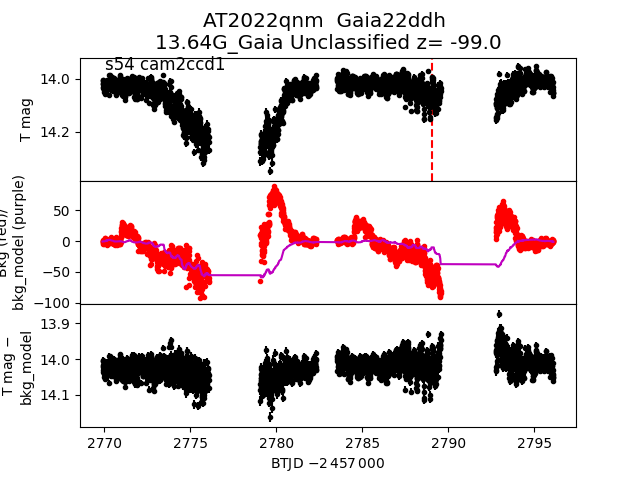 AT2022qnm  Gaia22ddh
13.64G_Gaia Unclassified z= -99.0
s54 cam2ccd1
T mag
14.0
14.2
bkg_model (purple)
50
0
−50
−100
T mag −
bkg_model
13.9
14.0
14.1
2770 2775 2780 2785 2790 2795
BTJD −2 457 000